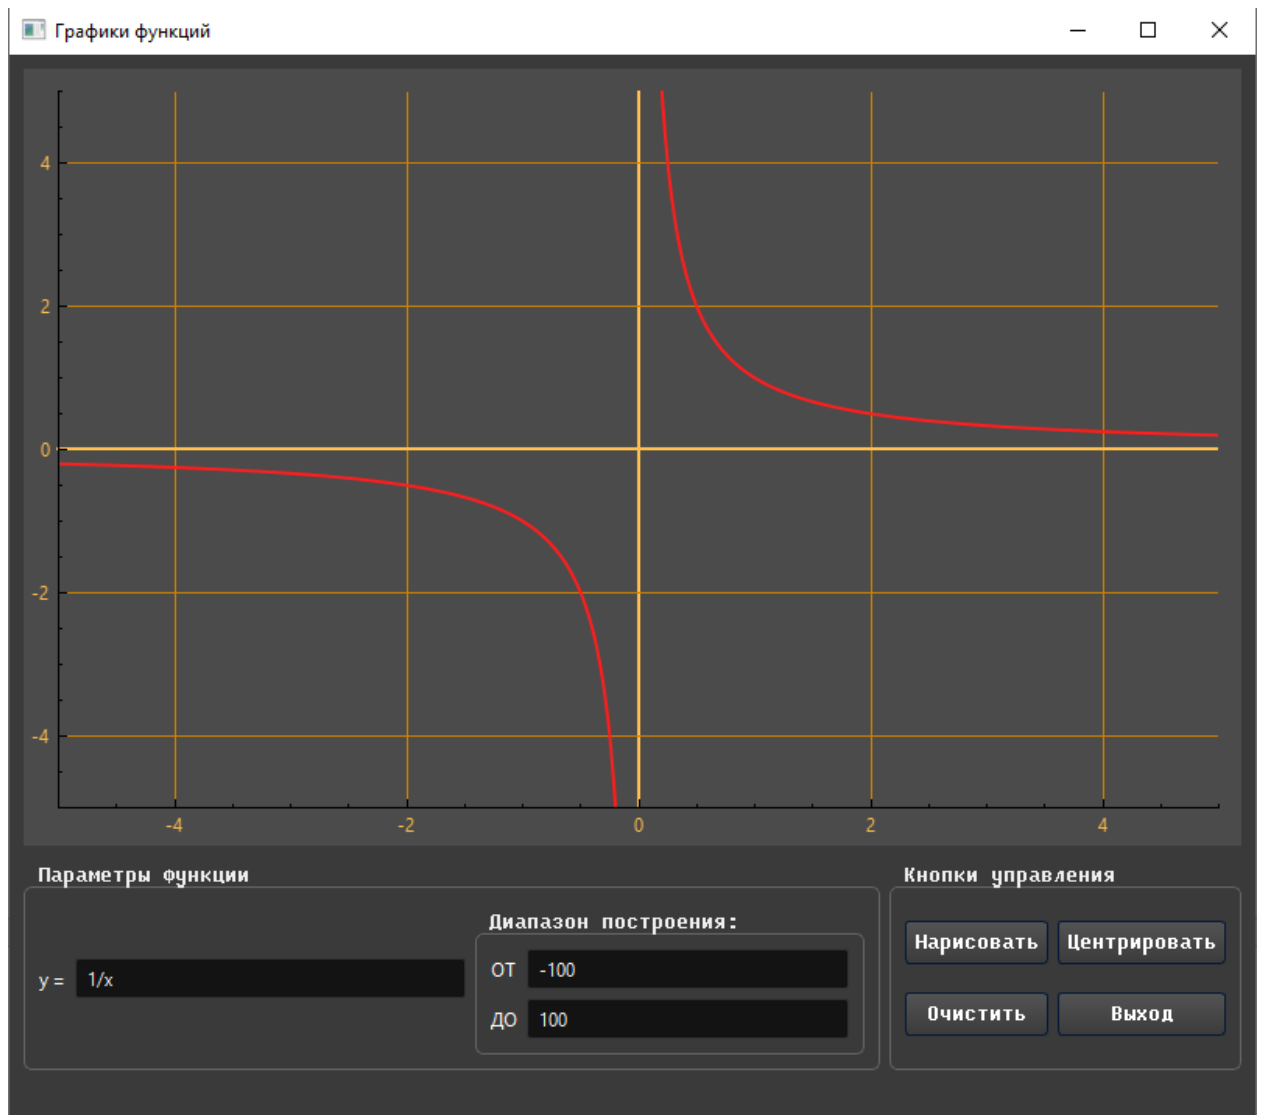 Графики функций
4
2
0
-2
-4
-4 -2 0 2 4
Параметры функции
Кнопки управления
Диапазон построения:
y = 1/x
ОТ -100
ДО 100
Нарисовать Центрировать
Очистить Выход